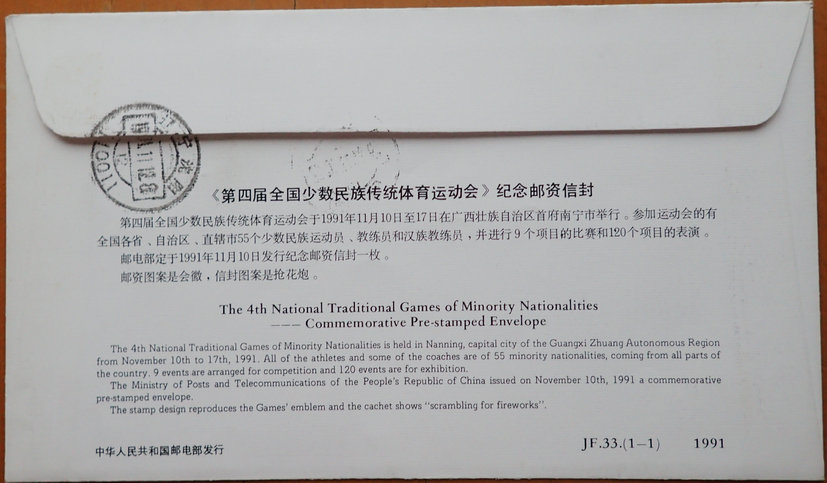 《第四届全国少数民族传统体育运动会》纪念邮资信封
第四届全国少数民族传统体育运动会于1991年11月10日至17日在广西壮族自治区首府南宁市举行。参加运动会的有
全国各省、自治区、直辖市55个少数民族运动员、教练员和汉族教练员，并进行9个项目的比赛和120个项目的表演。
邮电部定于1991年11月10日发行纪念邮资信封一枚。
邮资图案是会徽，信封图案是抢花炮。
The 4th National Traditional Games of Minority Nationalities
——— Commemorative Pre-stamped Envelope
The 4th National Traditional Games of Minority Nationalities is held in Nanning, capital city of the Guangxi Zhuang Autonomous Region
from November 10th to 17th, 1991. All of the athletes and some of the coaches are of 55 minority nationalities, coming from all parts of
the country. 9 events are arranged for competition and 120 events are for exhibition.
The Ministry of Posts and Telecommunications of the People's Republic of China issued on November 10th, 1991 a commemorative
pre-stamped envelope.
The stamp design reproduces the Games' emblem and the cachet shows "scrambling for fireworks".
中华人民共和国邮电部发行
JF.33.(1—1) 1991